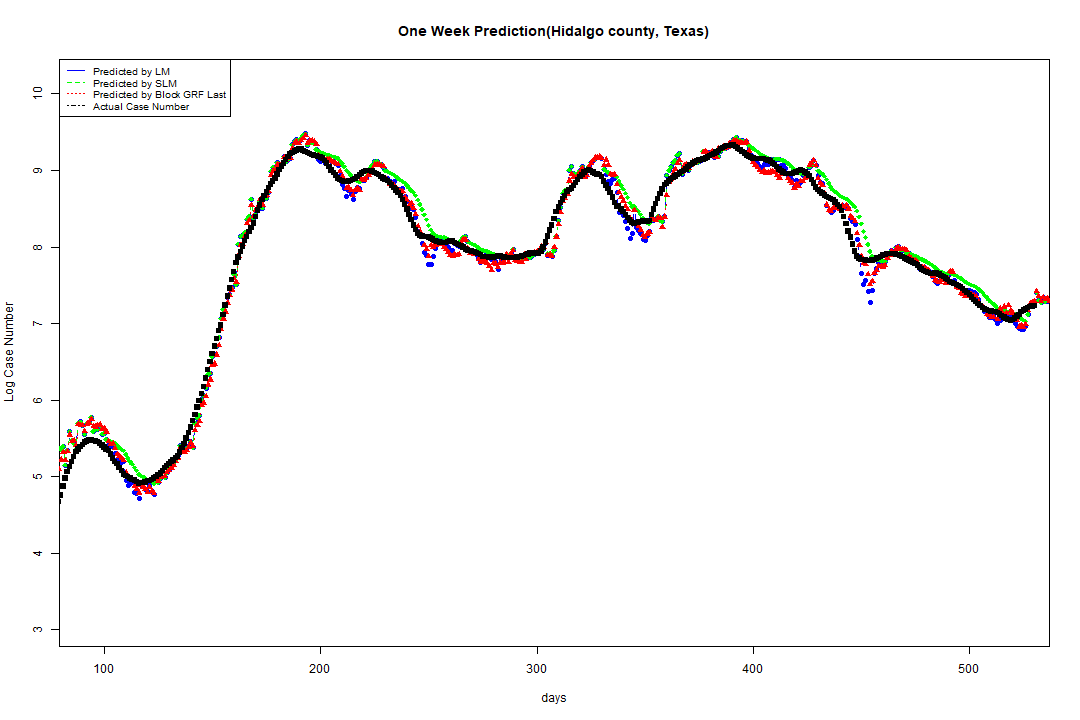 One Week Prediction(Hidalgo county, Texas)
Predicted by LM
Predicted by SLM
Predicted by Block GRF Last
Actual Case Number
10
9
8
7
6
5
4
3
Log Case Number
100 200 300 400 500
days